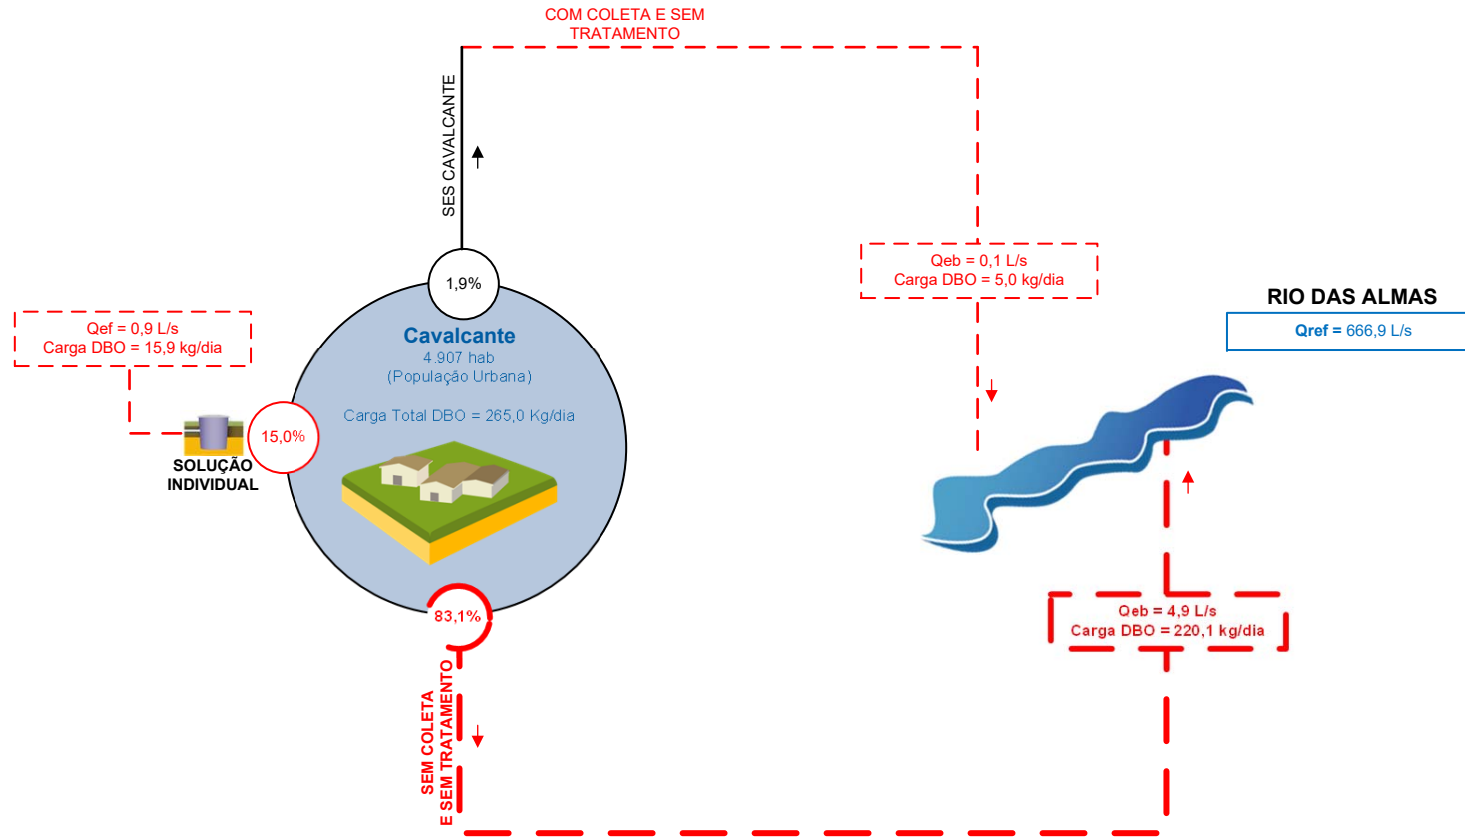 COM COLETA E SEM
TRATAMENTO
SES CAVALCANTE
Qeb = 0,1 L/s
Carga DBO = 5,0 kg/dia
1,9%
RIO DAS ALMAS
Qref = 666,9 L/s
Qef = 0,9 L/s
Carga DBO = 15,9 kg/dia
Cavalcante
4.907 hab
(População Urbana)
Carga Total DBO = 265,0 Kg/dia
15,0%
SOLUÇÃO
INDIVIDUAL
83,1%
Qeb = 4,9 L/s
Carga DBO = 220,1 kg/dia
SEM COLETA
E SEM TRATAMENTO